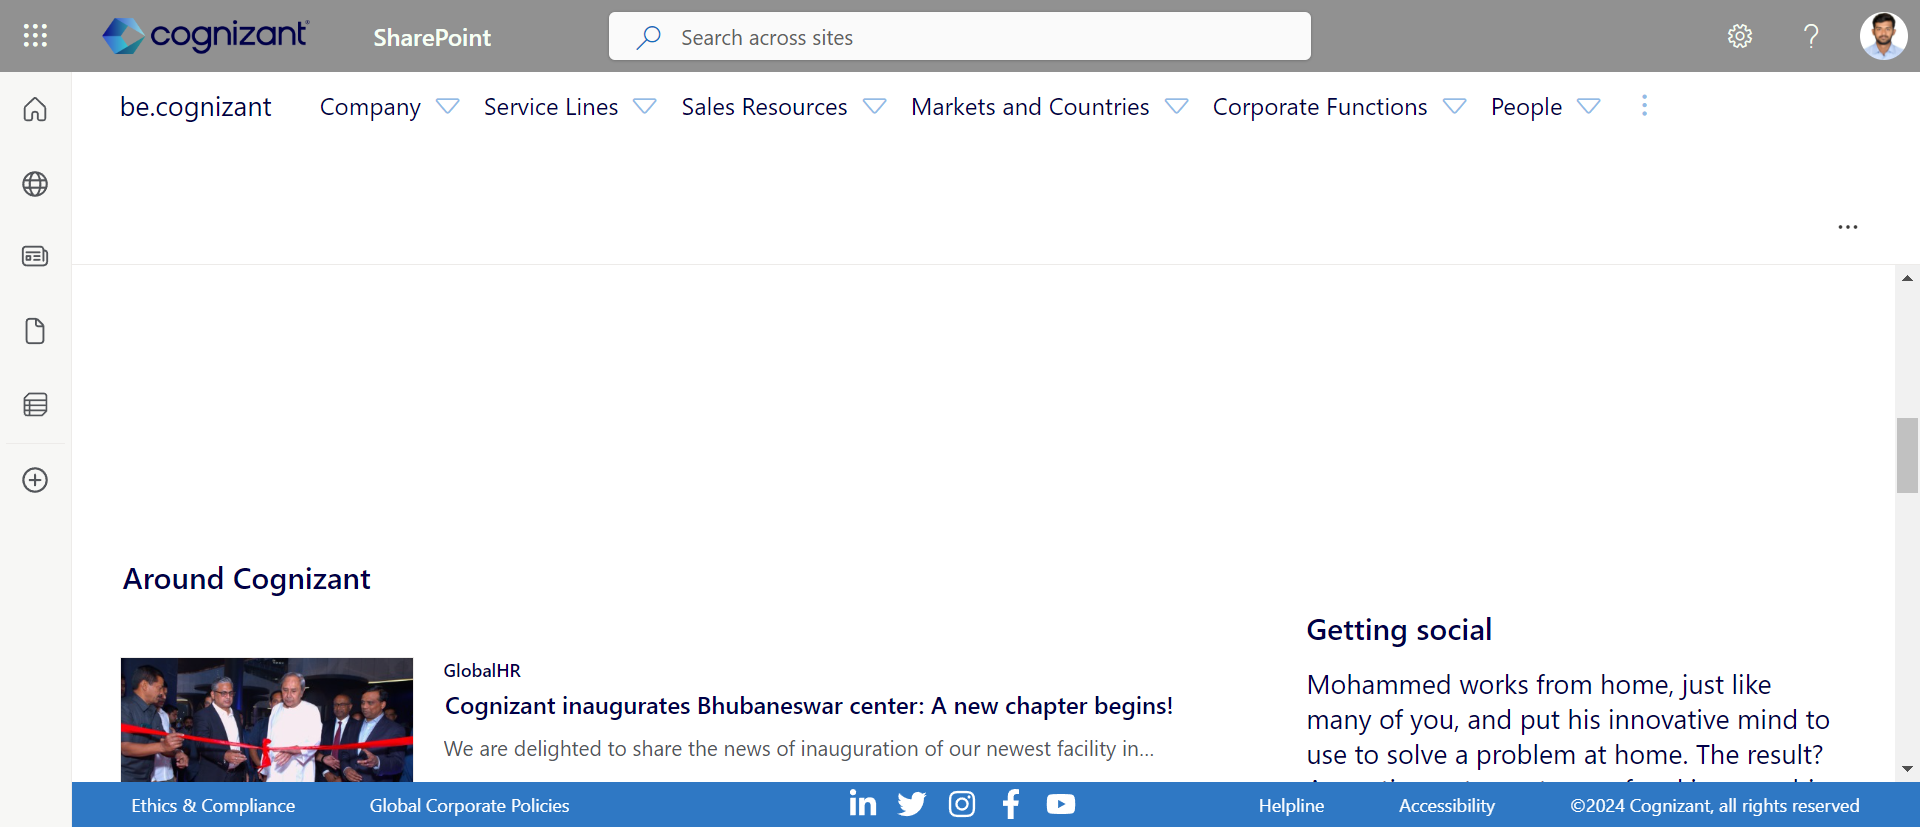 cognizant
SharePoint
Search across sites
be.cognizant
Company
Service Lines
Sales Resources
Markets and Countries
Corporate Functions
People
Around Cognizant
GlobalHR
Cognizant inaugurates Bhubaneswar center: A new chapter begins!
We are delighted to share the news of inauguration of our newest facility in...
Getting social
Mohammed works from home, just like
many of you, and put his innovative mind to
use to solve a problem at home. The result?
Ethics & Compliance
Global Corporate Policies
Helpline
Accessibility
©2024 Cognizant, all rights reserved